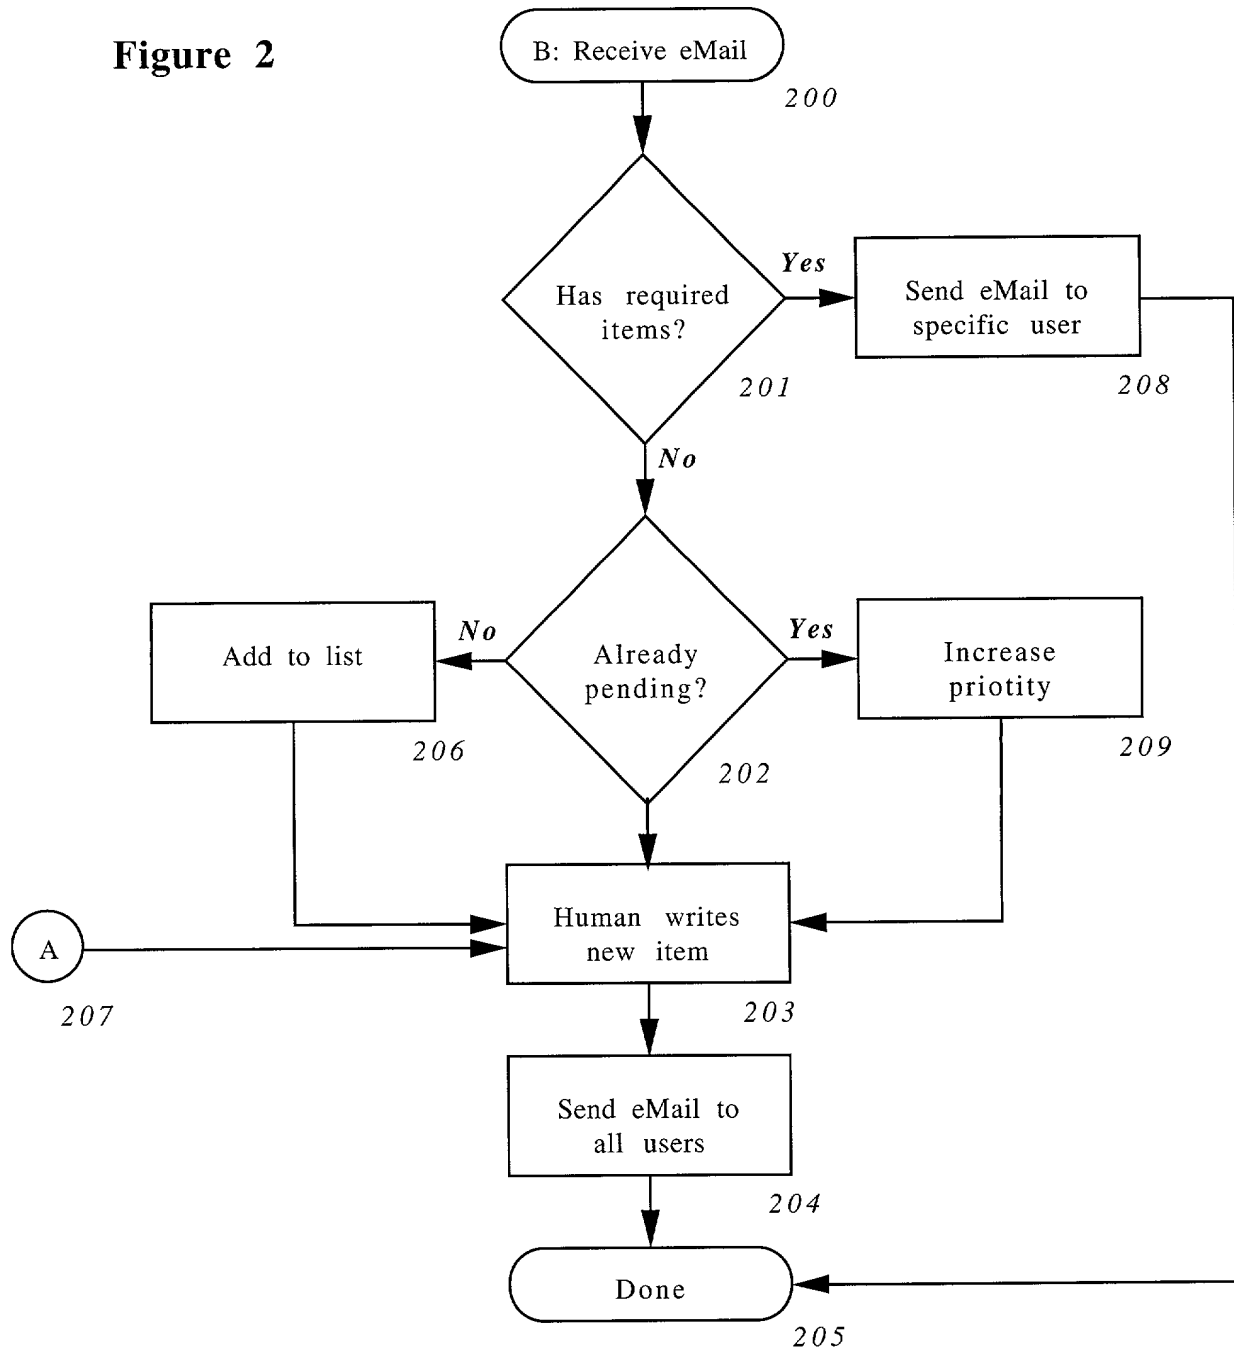 Figure 2
B: Receive eMail
200
Has required
items?
201
Yes
Send eMail to
specific user
208
No
Already
pending?
202
No
Add to list
206
Yes
Increase
priotity
209
A
207
Human writes
new item
203
Send eMail to
all users
204
Done
205